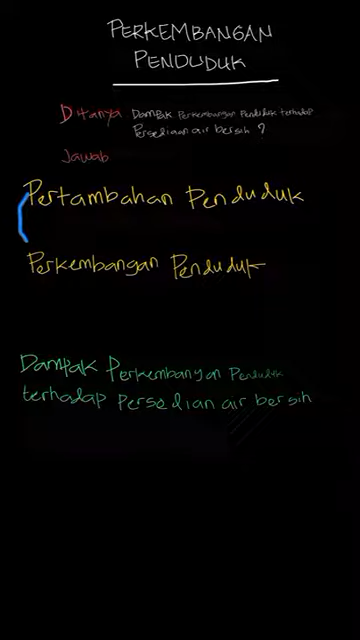 PERKEMBANGAN
PENDUDUK
Ditanya Dampak Perkembangan Penduduk terhadap
Persediaan air bersih ?
Jawab
Pertambahan Penduduk
Perkembangan Penduduk
Dampak Perkembangan Penduduk
terhadap Persedian air bersih